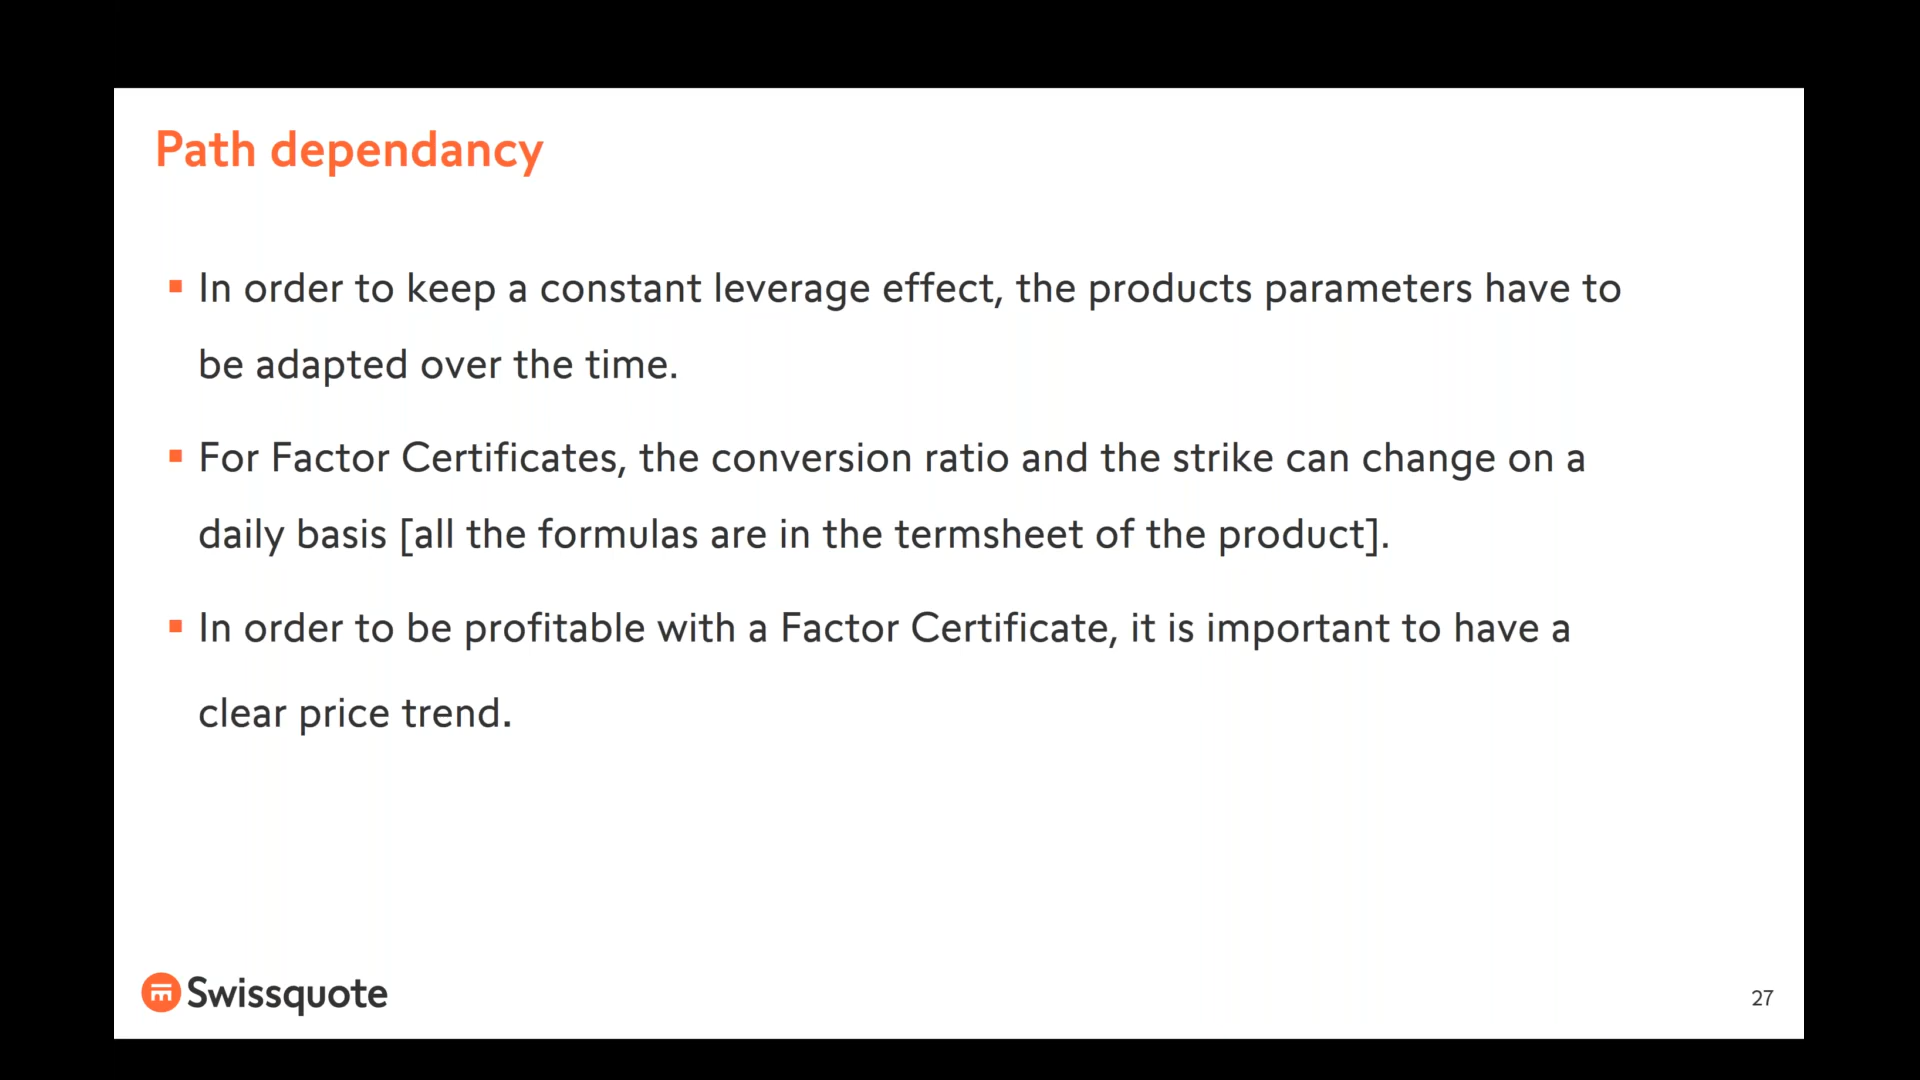 Path dependancy
In order to keep a constant leverage effect, the products parameters have to
be adapted over the time.
For Factor Certificates, the conversion ratio and the strike can change on a
daily basis [all the formulas are in the termsheet of the product].
In order to be profitable with a Factor Certificate, it is important to have a
clear price trend.
Swissquote
27